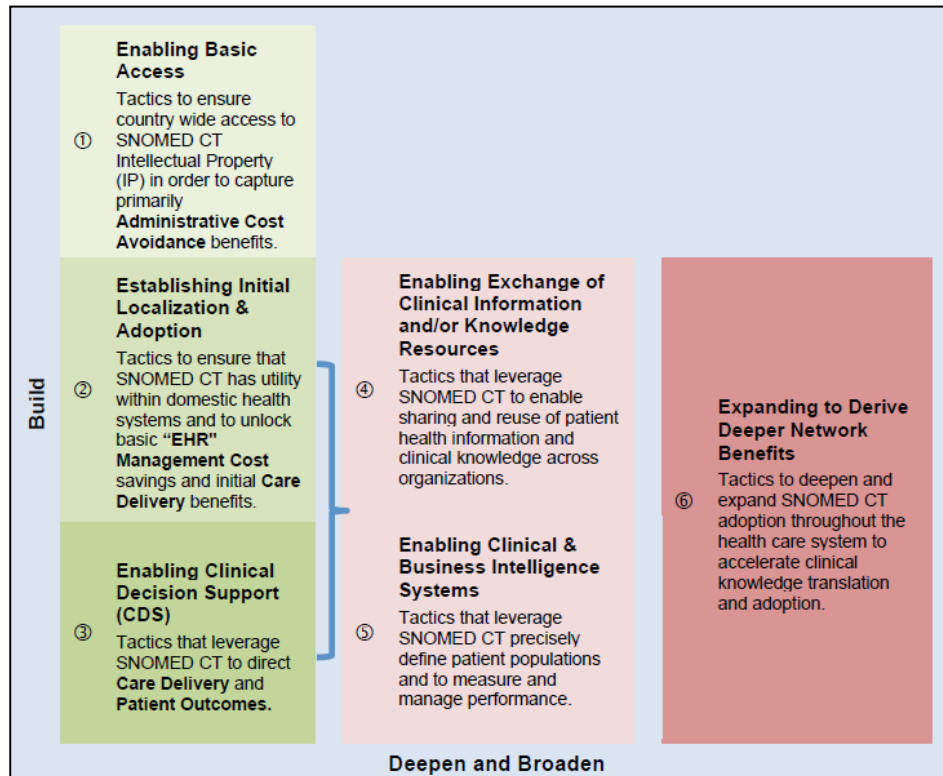 Build
Enabling Basic
Access
①
Tactics to ensure
country wide access to
SNOMED CT
Intellectual Property
(IP) in order to capture
primarily
Administrative Cost
Avoidance benefits.
Establishing Initial
Localization &
Adoption
②
Tactics to ensure that
SNOMED CT has utility
within domestic health
systems and to unlock
basic “EHR"
Management Cost
savings and initial Care
Delivery benefits.
Enabling Clinical
Decision Support
(CDS)
③
Tactics that leverage
SNOMED CT to direct
Care Delivery and
Patient Outcomes.
Enabling Exchange of
Clinical Information
and/or Knowledge
Resources
④
Tactics that leverage
SNOMED CT to enable
sharing and reuse of patient
health information and
clinical knowledge across
organizations.
Enabling Clinical &
Business Intelligence
Systems
⑤
Tactics that leverage
SNOMED CT precisely
define patient populations
and to measure and
manage performance.
Expanding to Derive
Deeper Network
Benefits
⑥
Tactics to deepen and
expand SNOMED CT
adoption throughout the
health care system to
accelerate clinical
knowledge translation
and adoption.
Deepen and Broaden